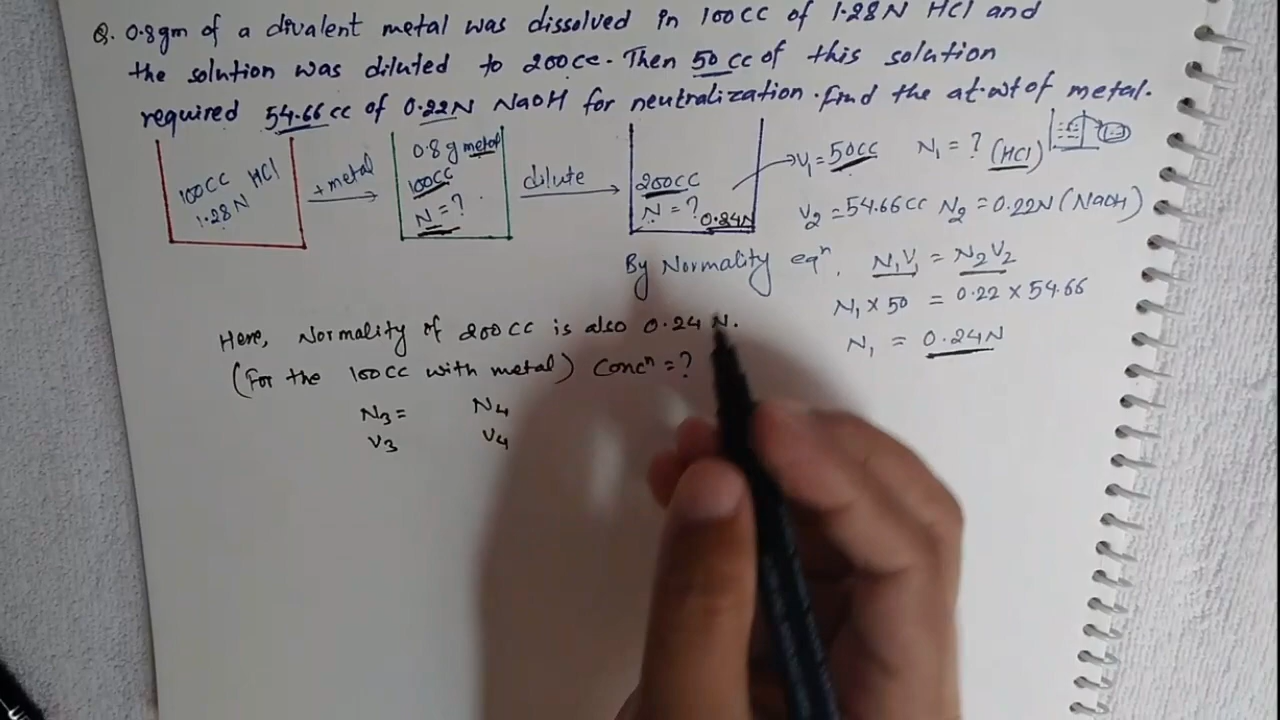 Q. 0.8gm of a divalent metal was dissolved in 100cc of 1.28N HCl and
the solution was diluted to 200cc. Then 50 cc of this solution
required 54.66cc of 0.22N NaOH for neutralization. find the at.wt of metal.
100CC HCl
1.28N
+metal
0.8g metal
100CC
N=?
dilute
200CC
N=? 0.24N
V1=50CC N1=? (HCl)
V2=54.66CC N2=0.22N (NaOH)
By Normality eqn, N1V1 = N2V2
N1 × 50 = 0.22 × 54.66
N1 = 0.24N
Here, Normality of 200CC is also 0.24 N.
(For the 100CC with metal) Concn=?
N3= N4
V3 V4